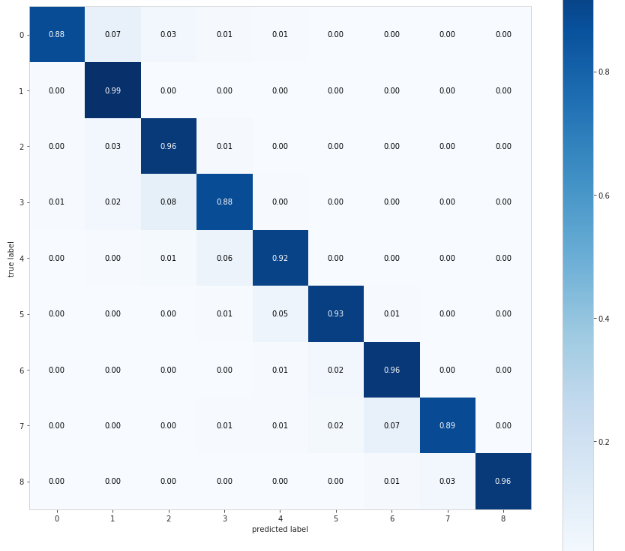 0 0.88 0.07 0.03 0.01 0.01 0.00 0.00 0.00 0.00
1 0.00 0.99 0.00 0.00 0.00 0.00 0.00 0.00 0.00
2 0.00 0.03 0.96 0.01 0.00 0.00 0.00 0.00 0.00
3 0.01 0.02 0.08 0.88 0.00 0.00 0.00 0.00 0.00
4 0.00 0.00 0.01 0.06 0.92 0.00 0.00 0.00 0.00
5 0.00 0.00 0.00 0.01 0.05 0.93 0.01 0.00 0.00
6 0.00 0.00 0.00 0.00 0.01 0.02 0.96 0.00 0.00
7 0.00 0.00 0.00 0.01 0.01 0.02 0.07 0.89 0.00
8 0.00 0.00 0.00 0.00 0.00 0.00 0.01 0.03 0.96
0 1 2 3 4 5 6 7 8
predicted label
true label
0.8
0.6
0.4
0.2